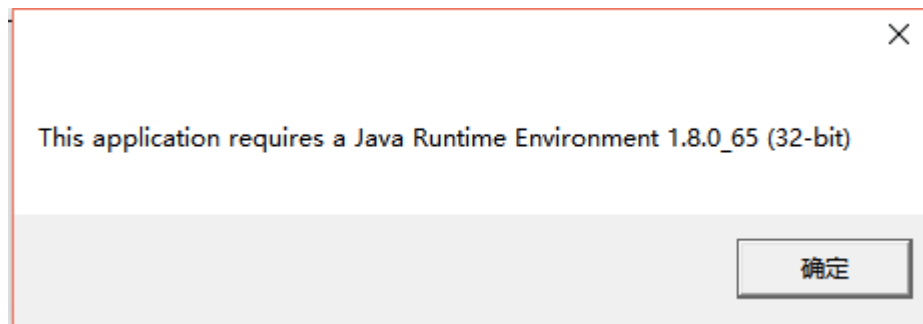 This application requires a Java Runtime Environment 1.8.0_65 (32-bit)
确定